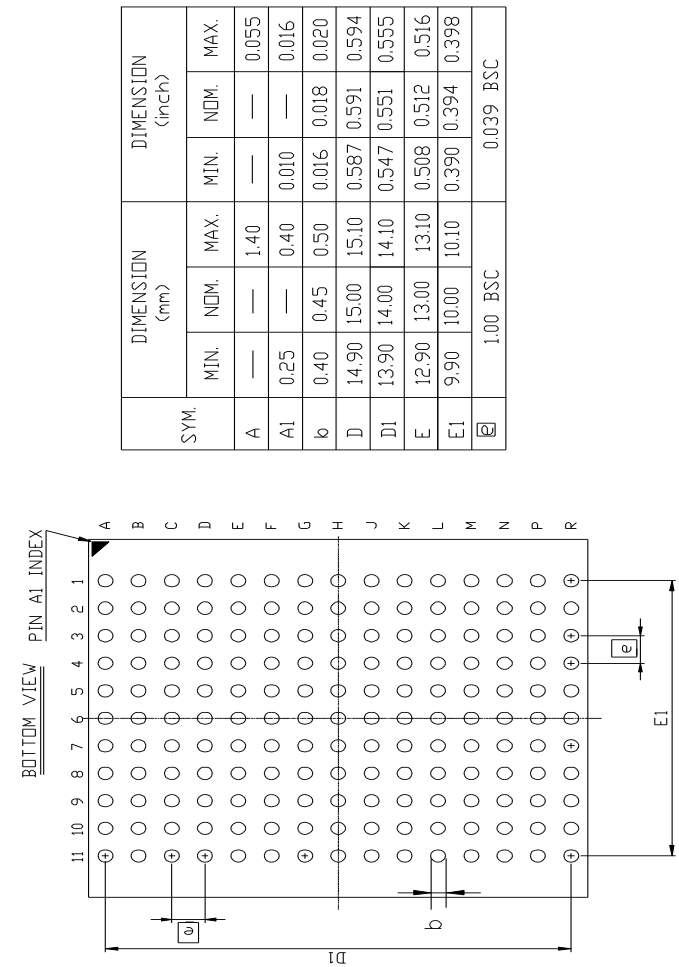 SYM.
DIMENSION
(mm)
DIMENSION
(inch)
MIN. NOM. MAX. MIN. NOM. MAX.
A — — 1.40 — — 0.055
A1 0.25 — 0.40 0.010 — 0.016
b 0.40 0.45 0.50 0.016 0.018 0.020
D 14.90 15.00 15.10 0.587 0.591 0.594
D1 13.90 14.00 14.10 0.547 0.551 0.555
E 12.90 13.00 13.10 0.508 0.512 0.516
E1 9.90 10.00 10.10 0.390 0.394 0.398
e 1.00 BSC 0.039 BSC
BOTTOM VIEW
PIN A1 INDEX
11 10 9 8 7 6 5 4 3 2 1
A
B
C
D
E
F
G
H
J
K
L
M
N
P
R
e
D1
b
e
E1